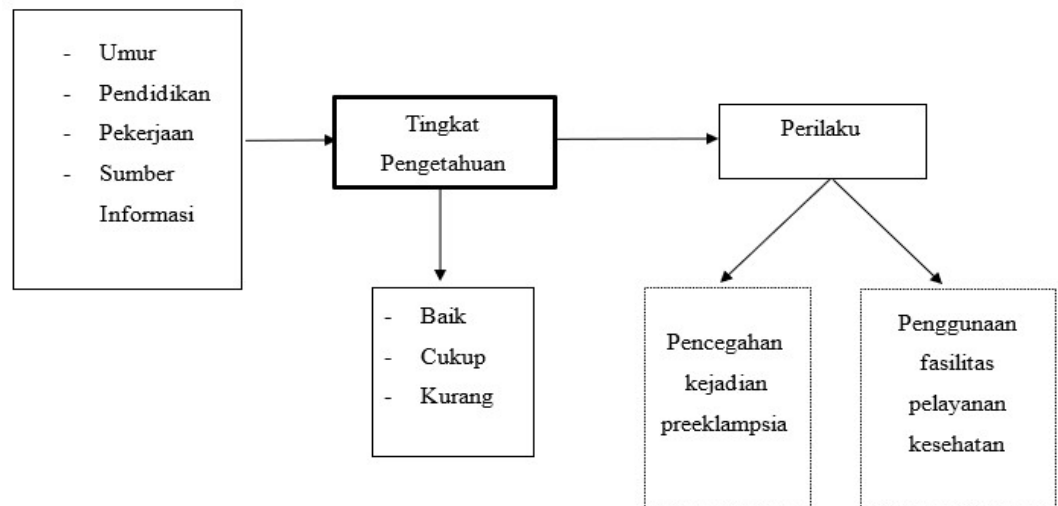 - Umur
- Pendidikan
- Pekerjaan
- Sumber
Informasi
Tingkat
Pengetahuan
Perilaku
- Baik
- Cukup
- Kurang
Pencegahan
kejadian
preeklampsia
Penggunaan
fasilitas
pelayanan
kesehatan